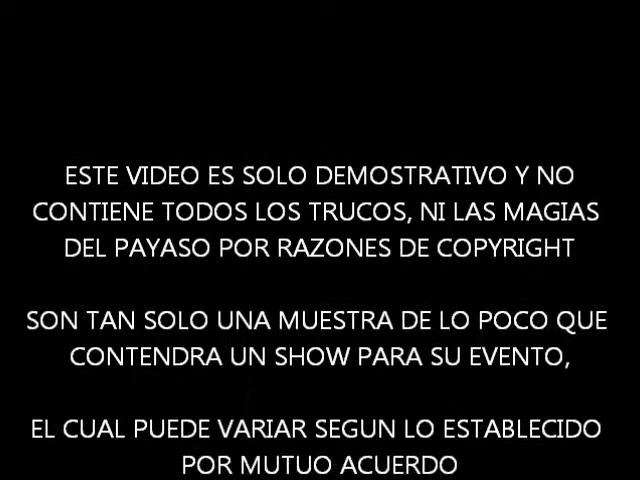 ESTE VIDEO ES SOLO DEMOSTRATIVO Y NO
CONTIENE TODOS LOS TRUCOS, NI LAS MAGIAS
DEL PAYASO POR RAZONES DE COPYRIGHT
SON TAN SOLO UNA MUESTRA DE LO POCO QUE
CONTENDRA UN SHOW PARA SU EVENTO,
EL CUAL PUEDE VARIAR SEGUN LO ESTABLECIDO
POR MUTUO ACUERDO